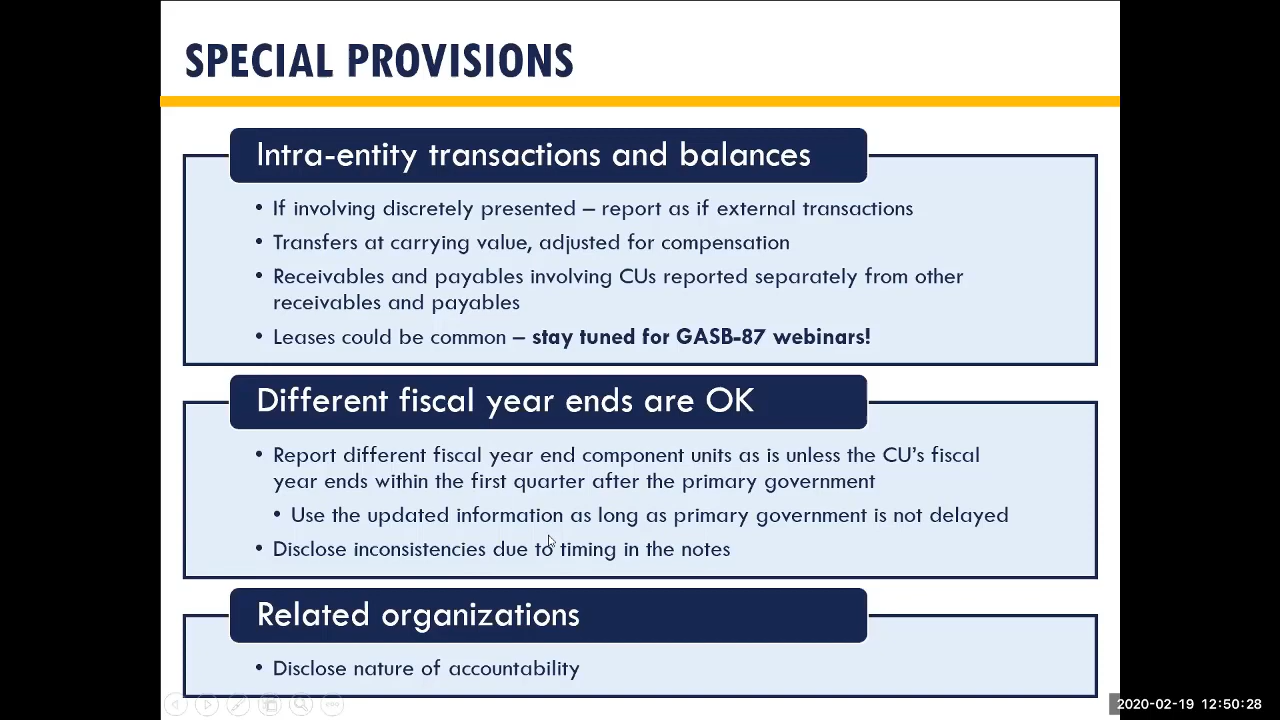 SPECIAL PROVISIONS
Intra-entity transactions and balances
• If involving discretely presented – report as if external transactions
• Transfers at carrying value, adjusted for compensation
• Receivables and payables involving CUs reported separately from other
receivables and payables
• Leases could be common – stay tuned for GASB-87 webinars!
Different fiscal year ends are OK
• Report different fiscal year end component units as is unless the CU's fiscal
year ends within the first quarter after the primary government
• Use the updated information as long as primary government is not delayed
• Disclose inconsistencies due to timing in the notes
Related organizations
• Disclose nature of accountability
2020-02-19 12:50:28